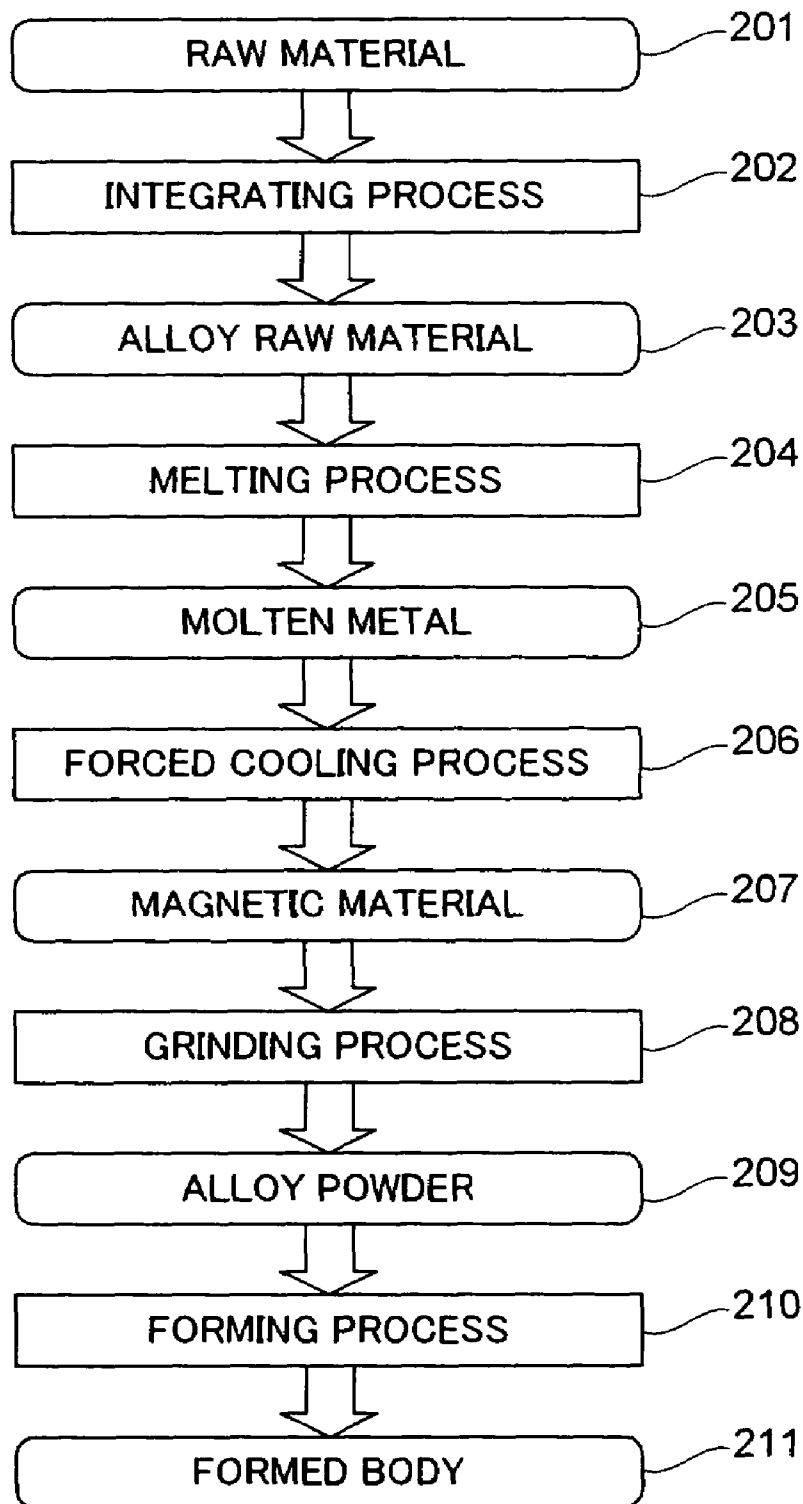 201
RAW MATERIAL
202
INTEGRATING PROCESS
203
ALLOY RAW MATERIAL
204
MELTING PROCESS
205
MOLTEN METAL
206
FORCED COOLING PROCESS
207
MAGNETIC MATERIAL
208
GRINDING PROCESS
209
ALLOY POWDER
210
FORMING PROCESS
211
FORMED BODY